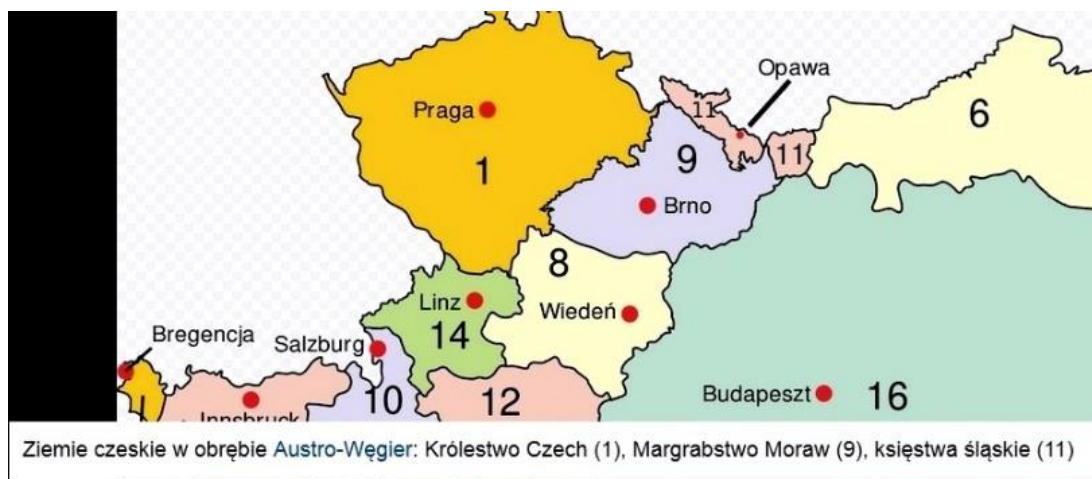 Opawa
11
6
Praga
11
9
1
Brno
8
Linz
Wiedeń
14
Bregencja
Salzburg
Budapeszt
16
10
12
Innsbruck
Ziemie czeskie w obrębie Austro-Węgier: Królestwo Czech (1), Margrabstwo Moraw (9), księstwa śląskie (11)